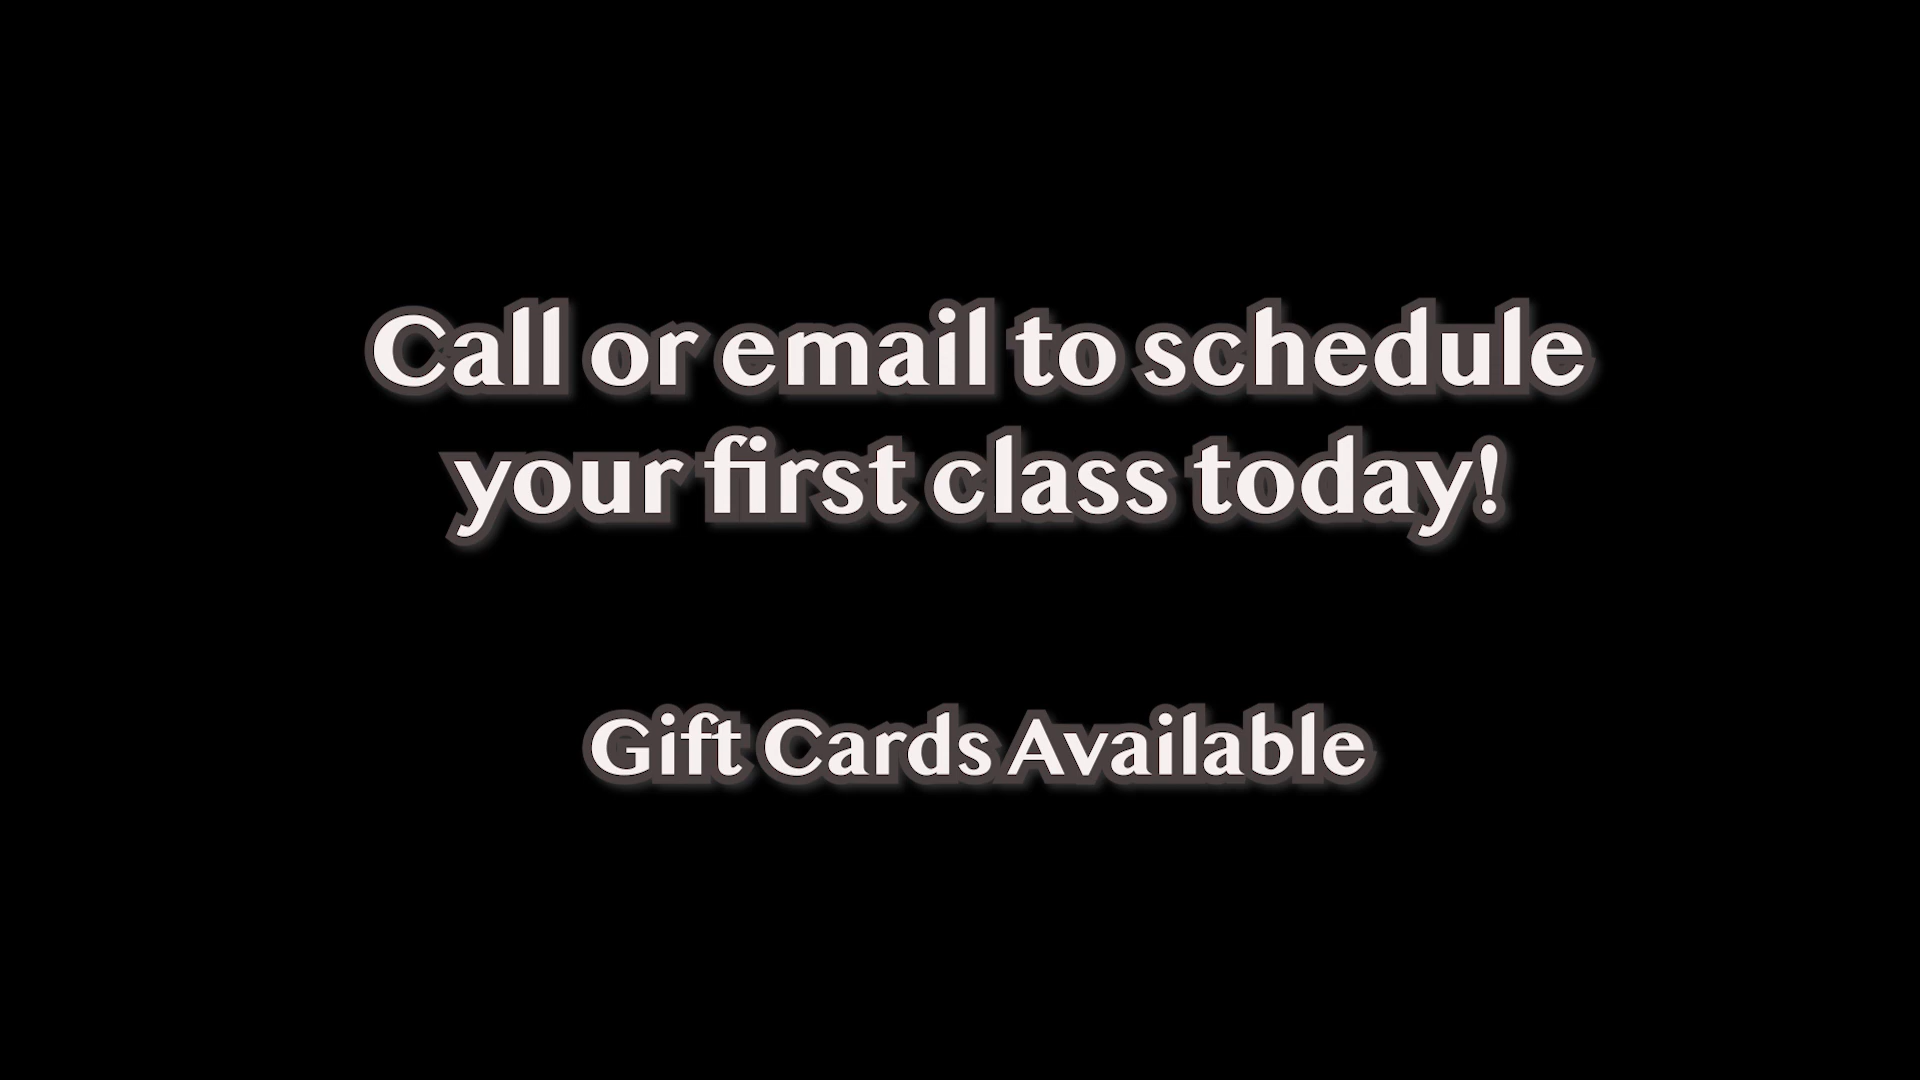 Call or email to schedule
your first class today!
Gift Cards Available